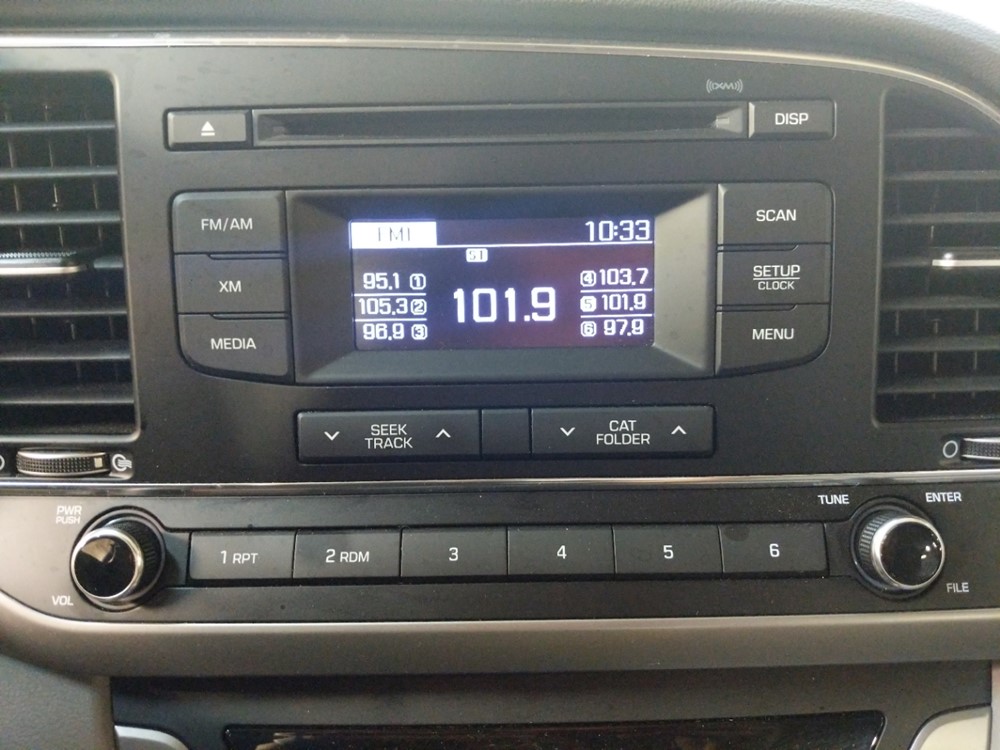 XM
DISP
FM/AM
SCAN
FM1 10:33
ST
95.1 1
4 103.7
XM
SETUP
CLOCK
105.3 2
101.9
5 101.9
96.9 3
6 97.9
MEDIA
MENU
SEEK
TRACK
CAT
FOLDER
PWR
PUSH
TUNE
ENTER
1 RPT
2 RDM
3
4
5
6
VOL
FILE